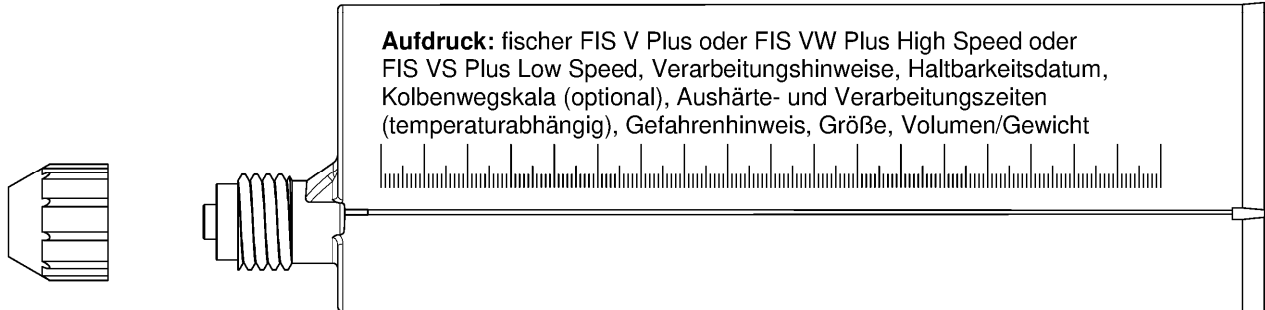 Aufdruck: fischer FIS V Plus oder FIS VW Plus High Speed oder
FIS VS Plus Low Speed, Verarbeitungshinweise, Haltbarkeitsdatum,
Kolbenwegskala (optional), Aushärte- und Verarbeitungszeiten
(temperaturabhängig), Gefahrenhinweis, Größe, Volumen/Gewicht